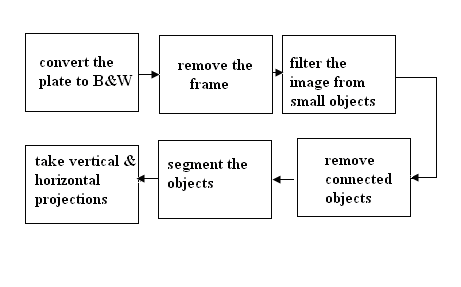 convert the
plate to B&W
remove the
frame
filter the
image from
small objects
remove
connected
objects
segment the
objects
take vertical &
horizontal
projections